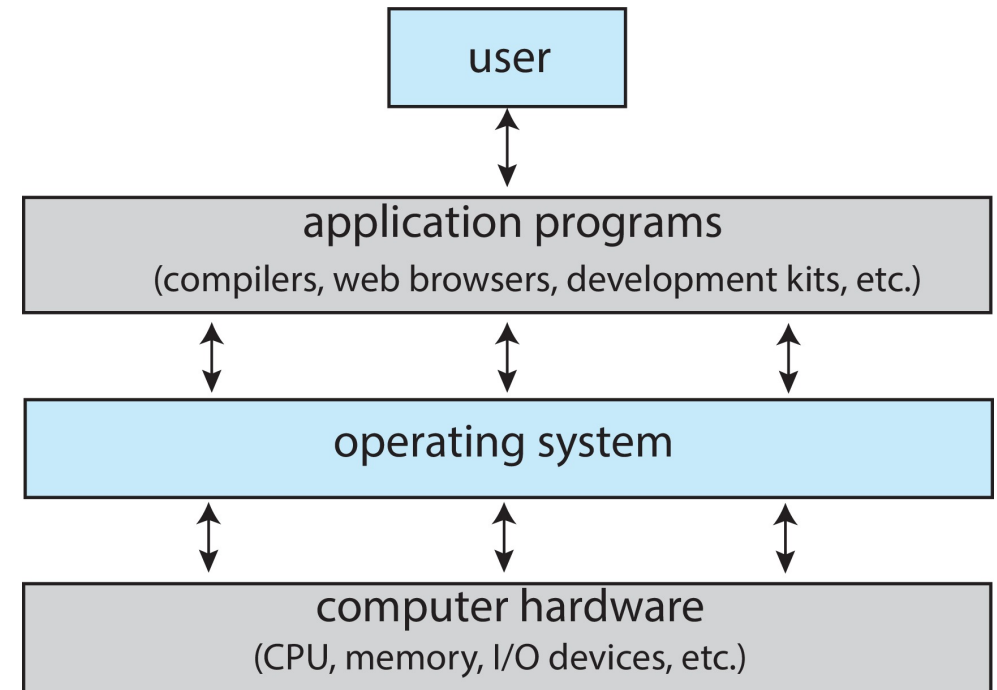 user
application programs
(compilers, web browsers, development kits, etc.)
operating system
computer hardware
(CPU, memory, I/O devices, etc.)